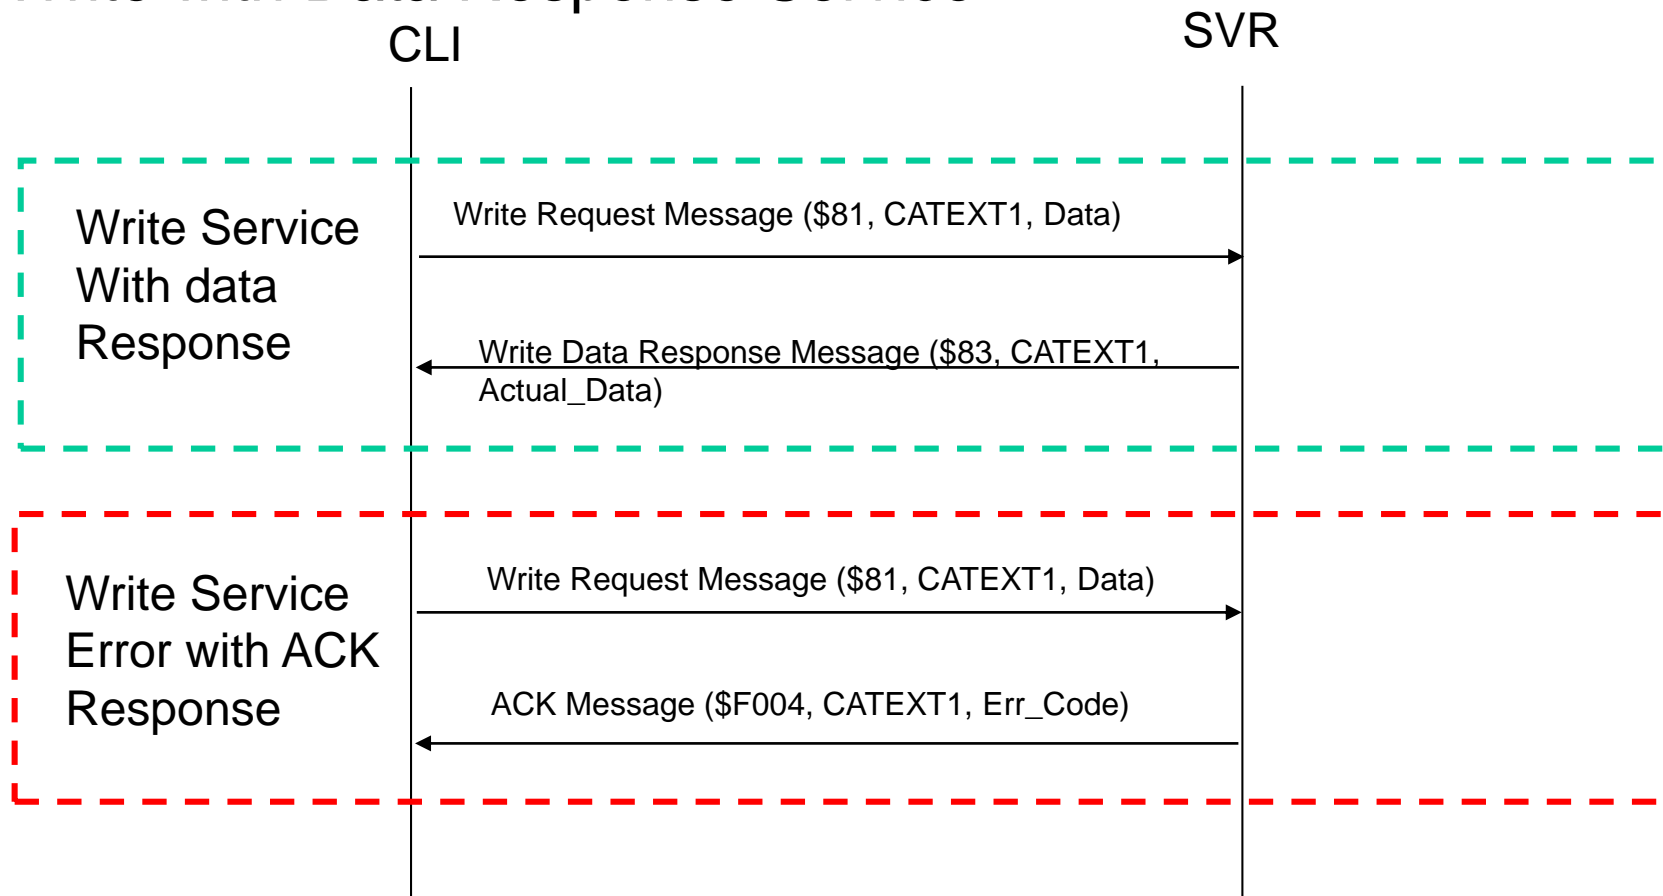 CLI
SVR
Write Service
With data
Response
Write Request Message ($81, CATEXT1, Data)
Write Data Response Message ($83, CATEXT1,
Actual_Data)
Write Service
Error with ACK
Response
Write Request Message ($81, CATEXT1, Data)
ACK Message ($F004, CATEXT1, Err_Code)